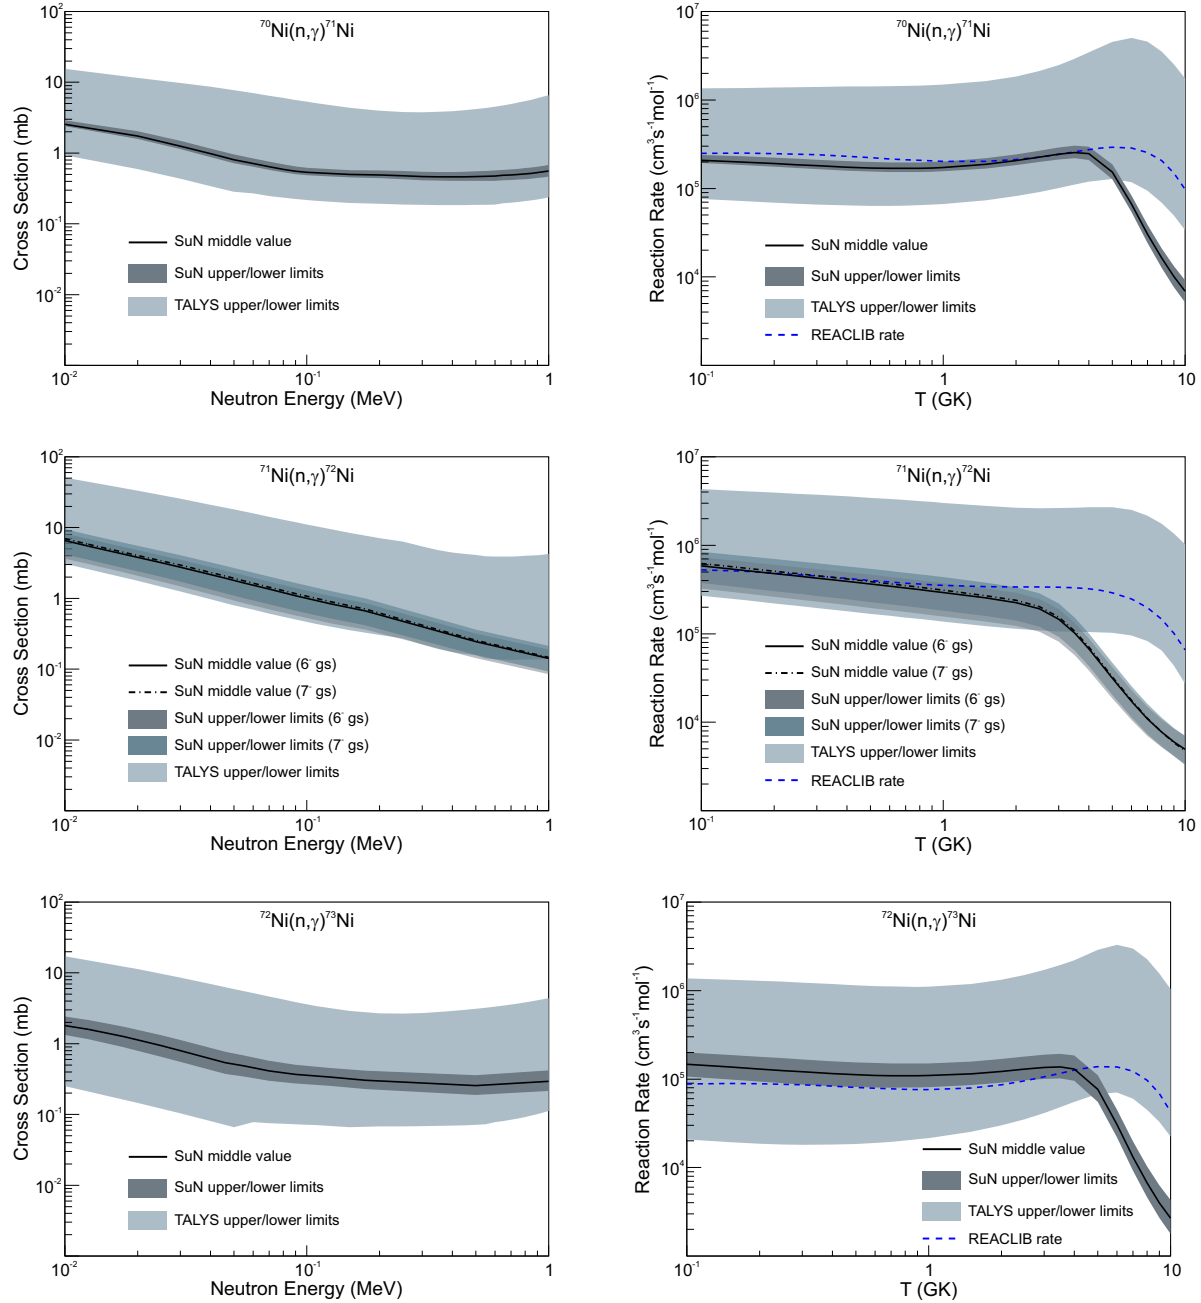 ⁷⁰Ni(n,γ)⁷¹Ni
10²
10
1
10⁻¹
10⁻²
Cross Section (mb)
SuN middle value
SuN upper/lower limits
TALYS upper/lower limits
10⁻²
10⁻¹
1
Neutron Energy (MeV)
⁷⁰Ni(n,γ)⁷¹Ni
10⁷
10⁶
10⁵
10⁴
Reaction Rate (cm³s⁻¹mol⁻¹)
SuN middle value
SuN upper/lower limits
TALYS upper/lower limits
REACLIB rate
10⁻¹
1
10
T (GK)
⁷¹Ni(n,γ)⁷²Ni
10²
10
1
10⁻¹
10⁻²
Cross Section (mb)
SuN middle value (6⁻ gs)
SuN middle value (7⁻ gs)
SuN upper/lower limits (6⁻ gs)
SuN upper/lower limits (7⁻ gs)
TALYS upper/lower limits
10⁻²
10⁻¹
1
Neutron Energy (MeV)
⁷¹Ni(n,γ)⁷²Ni
10⁷
10⁶
10⁵
10⁴
Reaction Rate (cm³s⁻¹mol⁻¹)
SuN middle value (6⁻ gs)
SuN middle value (7⁻ gs)
SuN upper/lower limits (6⁻ gs)
SuN upper/lower limits (7⁻ gs)
TALYS upper/lower limits
REACLIB rate
10⁻¹
1
10
T (GK)
⁷²Ni(n,γ)⁷³Ni
10²
10
1
10⁻¹
10⁻²
Cross Section (mb)
SuN middle value
SuN upper/lower limits
TALYS upper/lower limits
10⁻²
10⁻¹
1
Neutron Energy (MeV)
⁷²Ni(n,γ)⁷³Ni
10⁷
10⁶
10⁵
10⁴
Reaction Rate (cm³s⁻¹mol⁻¹)
SuN middle value
SuN upper/lower limits
TALYS upper/lower limits
REACLIB rate
10⁻¹
1
10
T (GK)